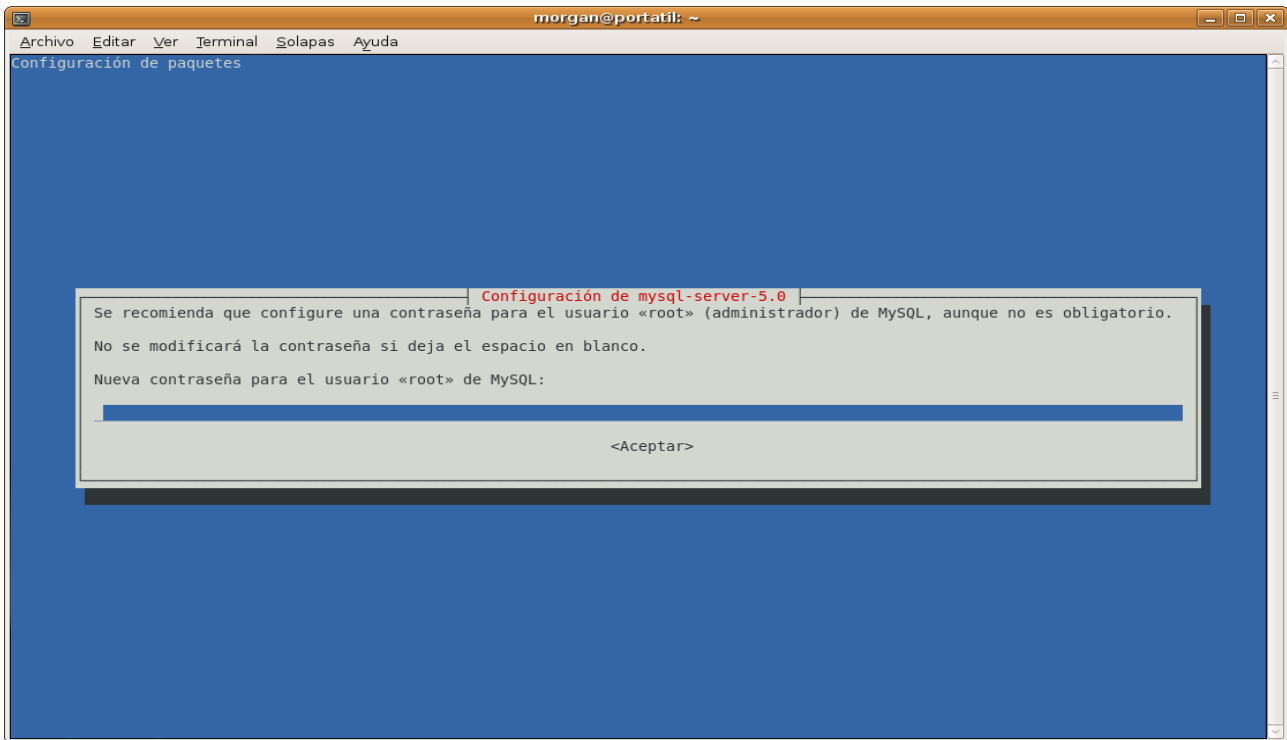 morgan@portatil: ~
Archivo Editar Ver Terminal Solapas Ayuda
Configuración de paquetes
Configuración de mysql-server-5.0
Se recomienda que configure una contraseña para el usuario «root» (administrador) de MySQL, aunque no es obligatorio.
No se modificará la contraseña si deja el espacio en blanco.
Nueva contraseña para el usuario «root» de MySQL:
<Aceptar>